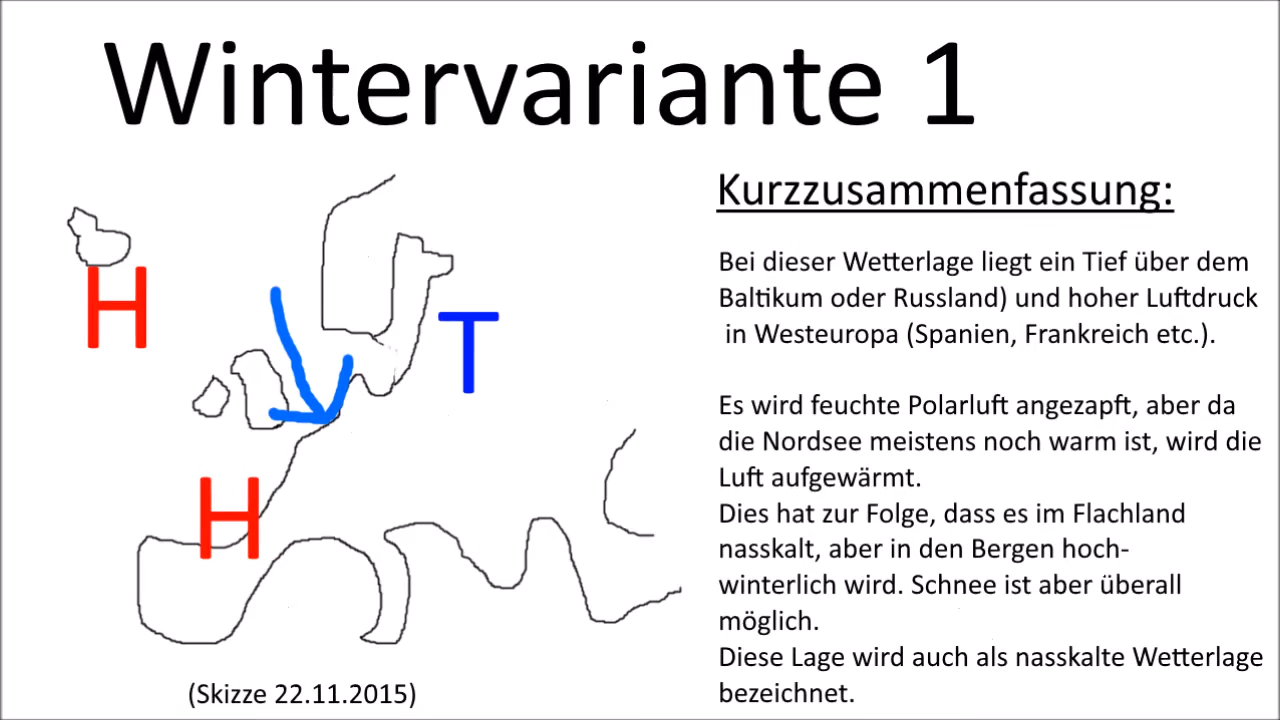 Wintervariante 1
Kurzzusammenfassung:
H
T
H
Bei dieser Wetterlage liegt ein Tief über dem
Baltikum oder Russland) und hoher Luftdruck
in Westeuropa (Spanien, Frankreich etc.).
Es wird feuchte Polarluft angezapft, aber da
die Nordsee meistens noch warm ist, wird die
Luft aufgewärmt.
Dies hat zur Folge, dass es im Flachland
nasskalt, aber in den Bergen hoch-
winterlich wird. Schnee ist aber überall
möglich.
Diese Lage wird auch als nasskalte Wetterlage
bezeichnet.
(Skizze 22.11.2015)